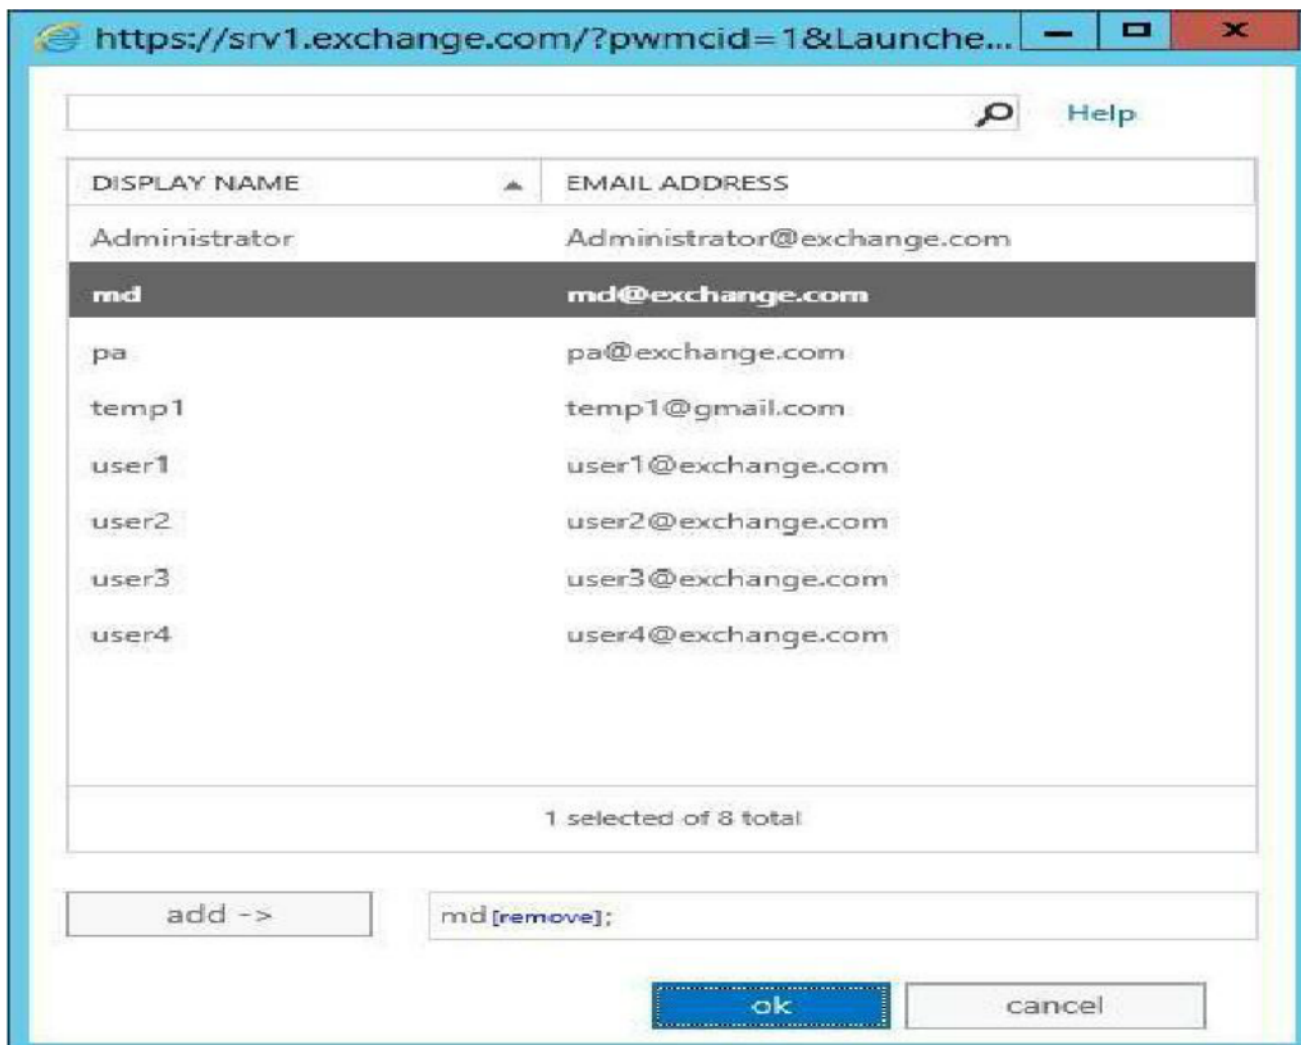 https://srv1.exchange.com/?pwmcid=1&Launche...
Help
DISPLAY NAME EMAIL ADDRESS
Administrator Administrator@exchange.com
md md@exchange.com
pa pa@exchange.com
temp1 temp1@gmail.com
user1 user1@exchange.com
user2 user2@exchange.com
user3 user3@exchange.com
user4 user4@exchange.com
1 selected of 8 total
add -> md[remove];
ok cancel